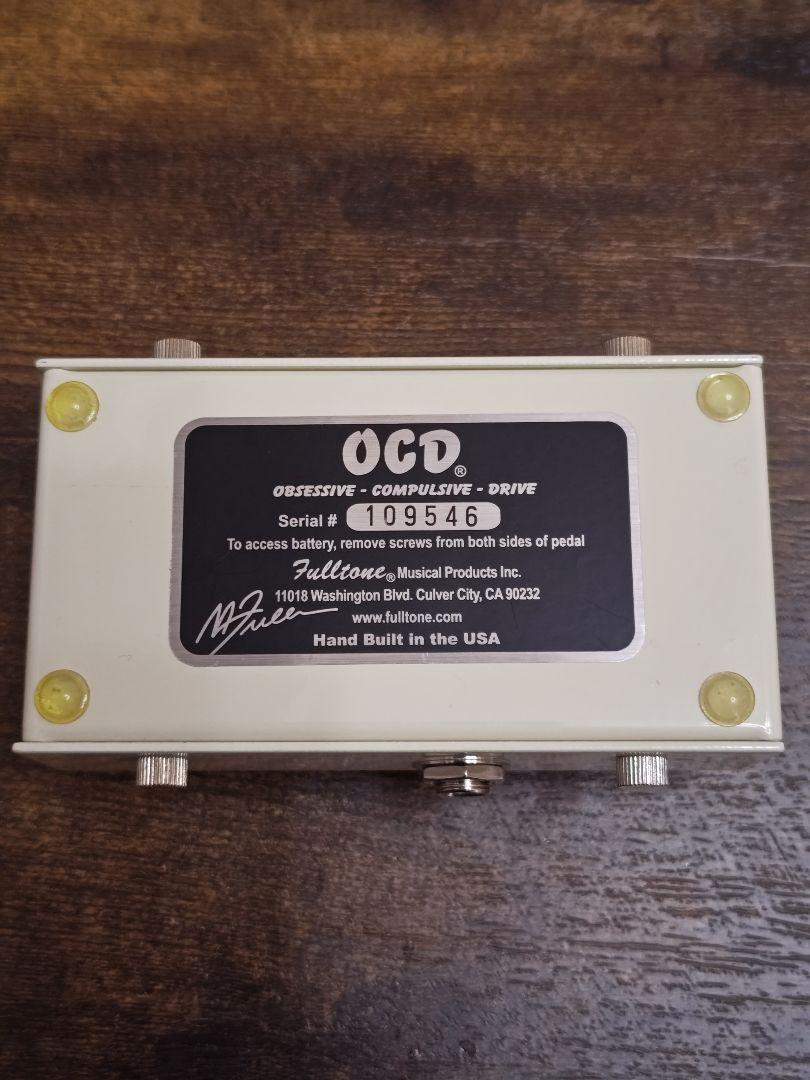 OCD®
OBSESSIVE - COMPULSIVE - DRIVE
Serial # 109546
To access battery, remove screws from both sides of pedal
Fulltone® Musical Products Inc.
11018 Washington Blvd. Culver City, CA 90232
www.fulltone.com
Hand Built in the USA